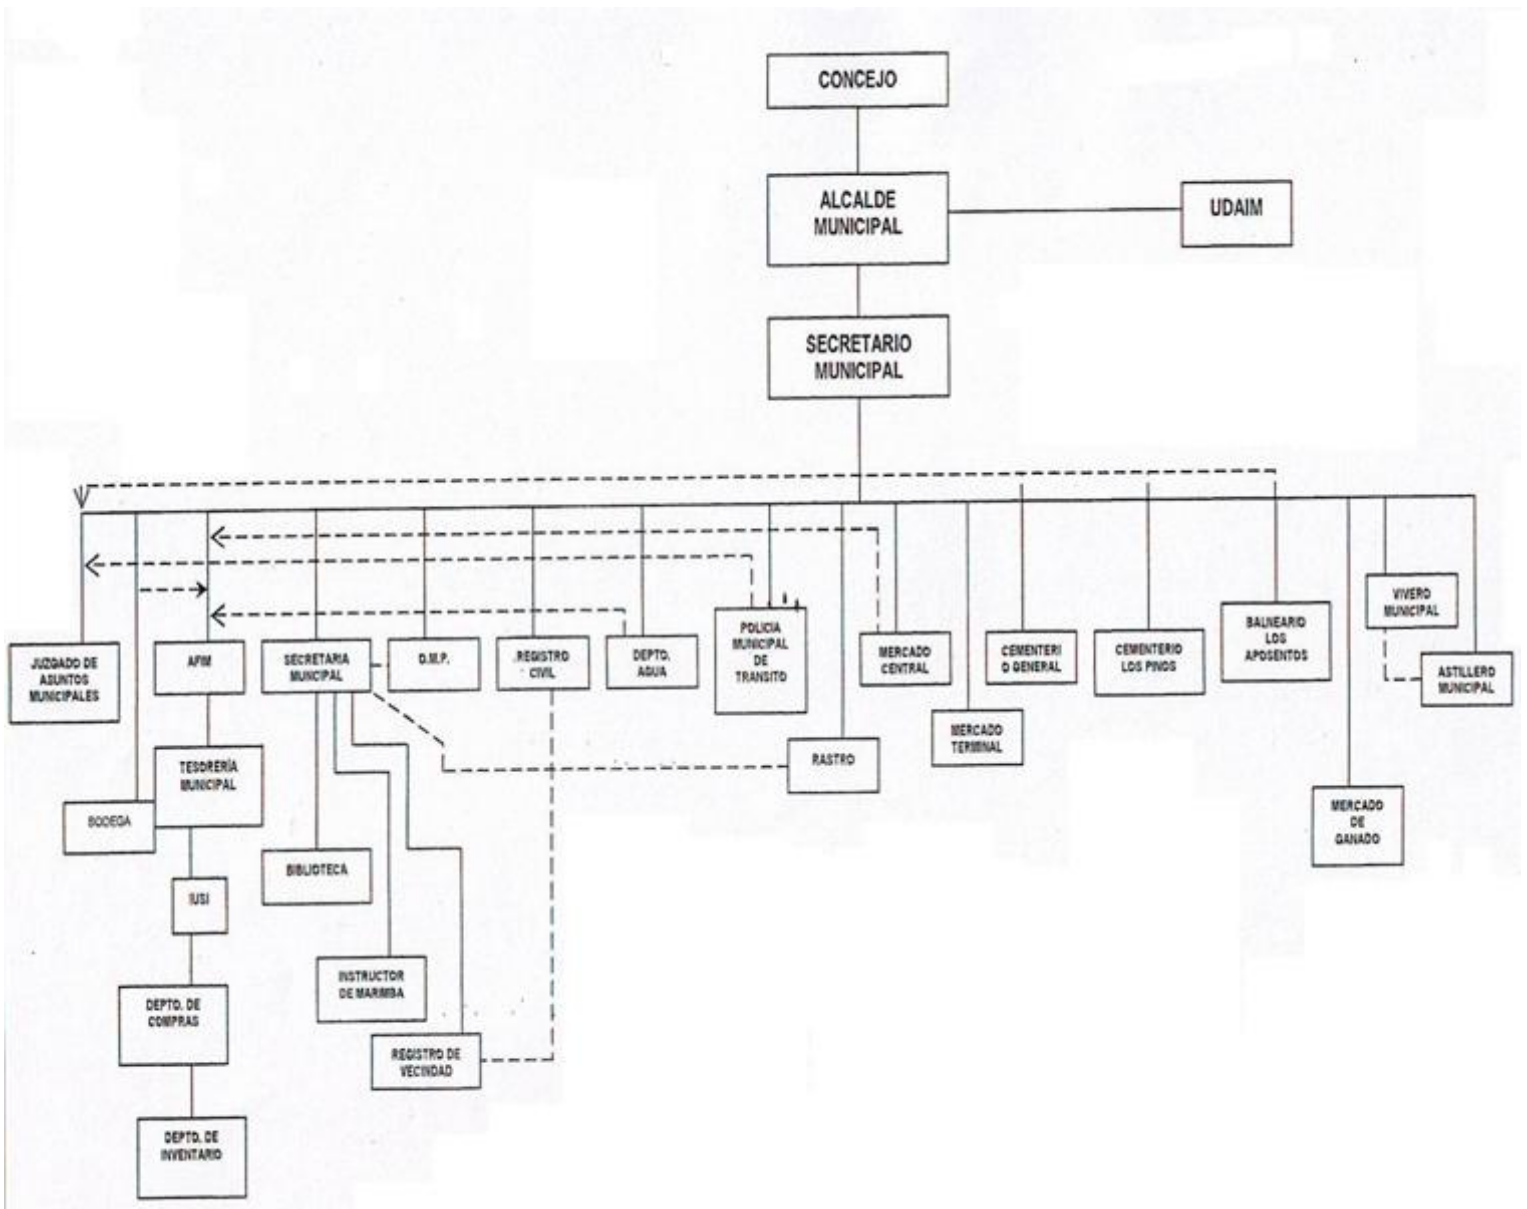 CONCEJO
ALCALDE
MUNICIPAL
UDAIM
SECRETARIO
MUNICIPAL
JUZGADO DE
ASUNTOS
MUNICIPALES
AFIM
SECRETARIA
MUNICPAL
D.M.P.
.REGISTRO
CIVIL
DEPTO.
AGUA
POLICIA
MUNICIPAL
DE
TRANSITO
MERCADO
CENTRAL
CEMENTERI
O GENERAL
CEMENTERIO
LOS PINOS
BALNEARIO
LOS
APOSENTOS
VIVERO
MUNICIPAL
ASTILLERO
MUNICIPAL
MERCADO
TERMINAL
RASTRO
TESORERÍA
MUNICIPAL
BODEGA
MERCADO
DE
GANADO
BIBLIOTECA
IUSI
INSTRUCTOR
DE MARIMBA
DEPTO. DE
COMPRAS
REGISTRO DE
VECINDAD
DEPTO. DE
INVENTARIO